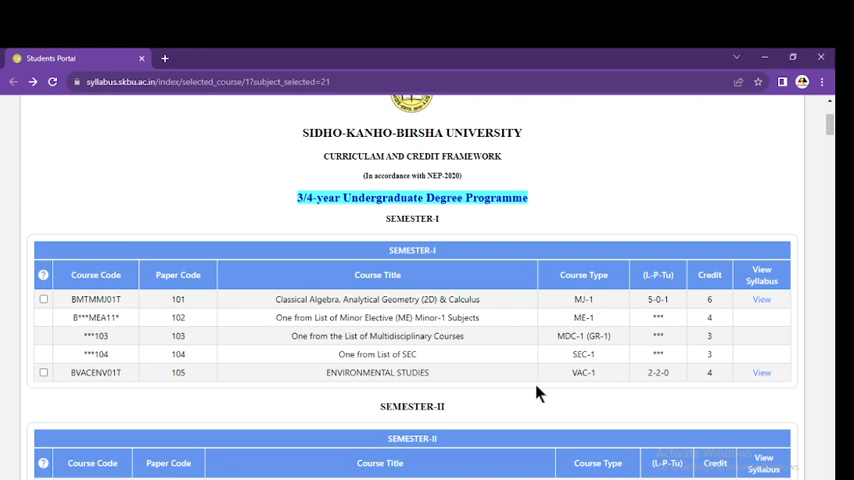 Students Portal
syllabus.skbu.ac.in/index/selected_course/1?subject_selected=21
SIDHO-KANHO-BIRSHA UNIVERSITY
CURRICULAM AND CREDIT FRAMEWORK
(In accordance with NEP-2020)
3/4-year Undergraduate Degree Programme
SEMESTER-I
SEMESTER-I
? Course Code Paper Code Course Title Course Type (L-P-Tu) Credit View Syllabus
BMTMMJ01T 101 Classical Algebra, Analytical Geometry (2D) & Calculus MJ-1 5-0-1 6 View
B***MEA11* 102 One from List of Minor Elective (ME) Minor-1 Subjects ME-1 *** 4
***103 103 One from the List of Multidisciplinary Courses MDC-1 (GR-1) *** 3
***104 104 One from List of SEC SEC-1 *** 3
BVACENV01T 105 ENVIRONMENTAL STUDIES VAC-1 2-2-0 4 View
SEMESTER-II
SEMESTER-II
? Course Code Paper Code Course Title Course Type (L-P-Tu) Credit View Syllabus
Activate Windows